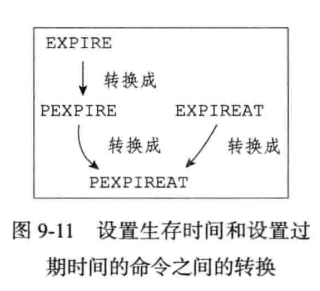 EXPIRE
转换成
PEXPIRE EXPIREAT
转换成 转换成
PEXPIREAT
图 9-11 设置生存时间和设置过
期时间的命令之间的转换